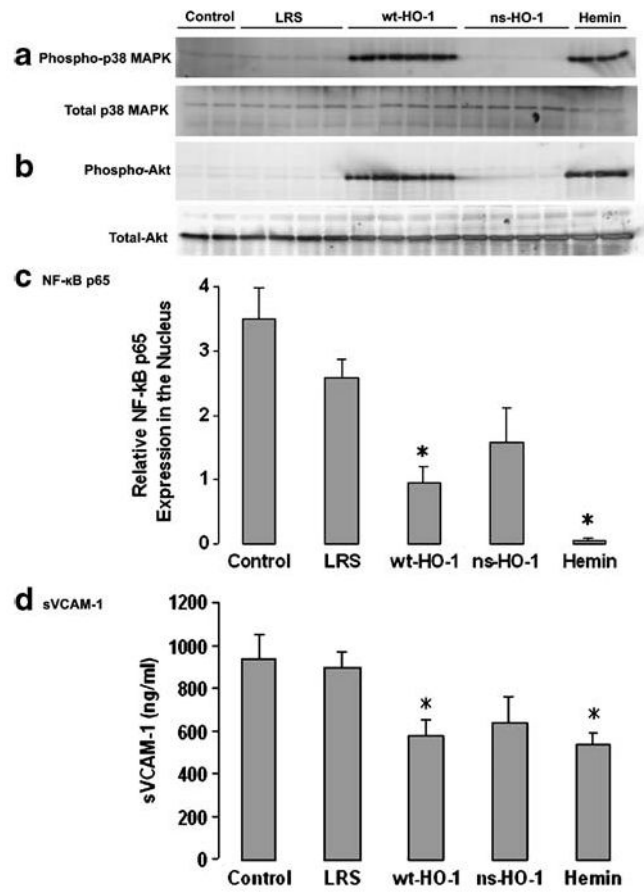 Control LRS wt-HO-1 ns-HO-1 Hemin
a Phospho-p38 MAPK
Total p38 MAPK
b Phospho-Akt
Total-Akt
c NF-κB p65
Relative NF-kB p65
Expression in the Nucleus
4
3
2
1
0
*
*
Control LRS wt-HO-1 ns-HO-1 Hemin
d sVCAM-1
sVCAM-1 (ng/ml)
1200
1000
800
600
400
200
0
*
*
Control LRS wt-HO-1 ns-HO-1 Hemin